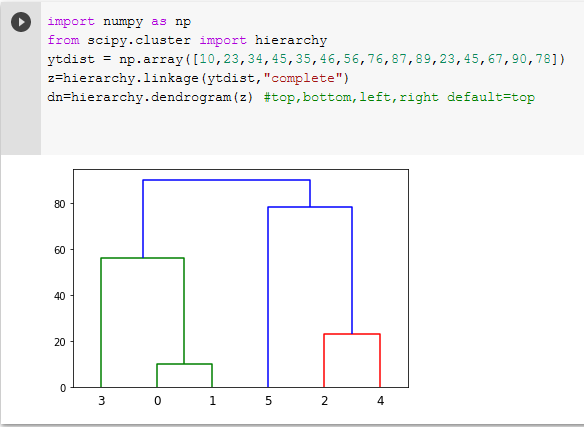 import numpy as np
from scipy.cluster import hierarchy
ytdist = np.array([10,23,34,45,35,46,56,76,87,89,23,45,67,90,78])
z=hierarchy.linkage(ytdist,"complete")
dn=hierarchy.dendrogram(z) #top,bottom,left,right default=top
80
60
40
20
0
3 0 1 5 2 4